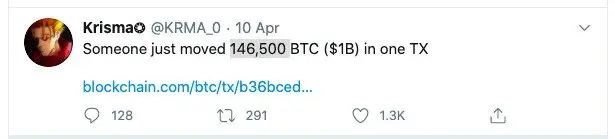 Krisma✪ @KRMA_0 · 10 Apr
Someone just moved 146,500 BTC ($1B) in one TX
blockchain.com/btc/tx/b36bced...
128 291 1.3K